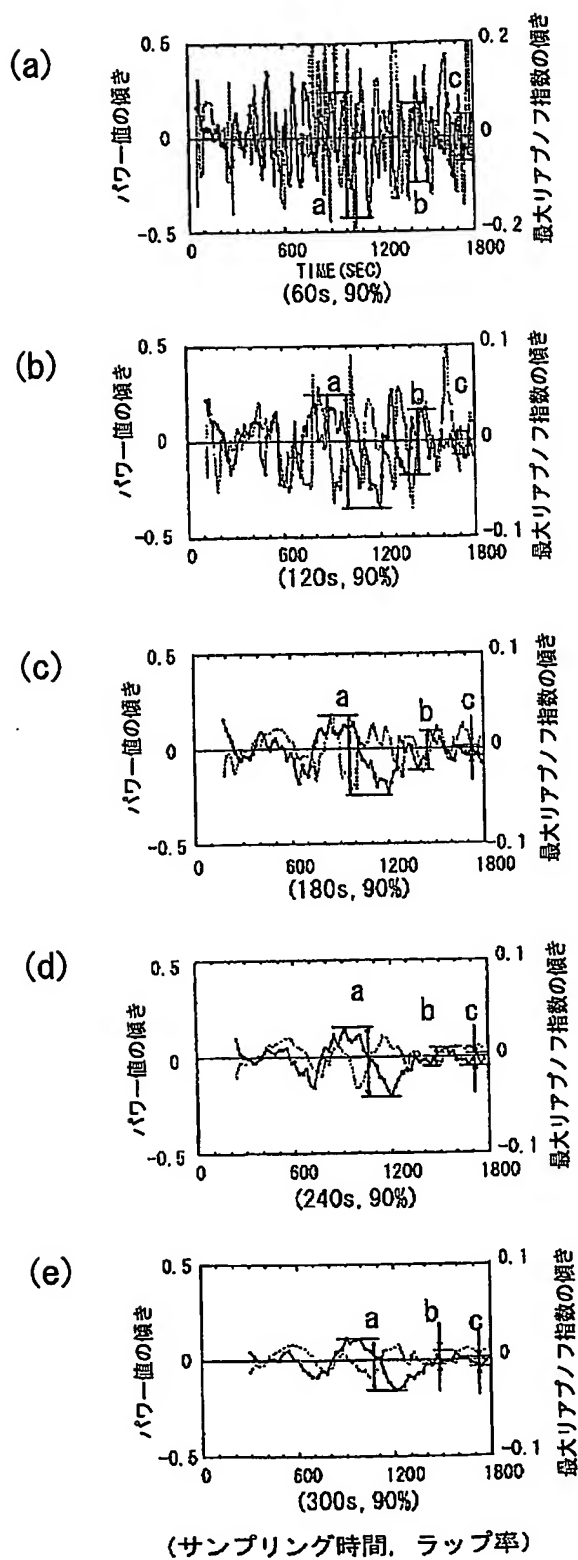 (a)
パワー値の傾き
0.5
0
-0.5
a
b
c
0.2
0
-0.2
最大リアプノフ指数の傾き
600
1200
1800
TIME(SEC)
(60s, 90%)
(b)
パワー値の傾き
0.5
0
-0.5
a
b
c
0.1
0
-0.1
最大リアプノフ指数の傾き
0
600
1200
1800
(120s, 90%)
(c)
パワー値の傾き
0.5
0
-0.5
a
b
c
0.1
0
-0.1
最大リアプノフ指数の傾き
0
600
1200
1800
(180s, 90%)
(d)
パワー値の傾き
0.5
0
-0.5
a
b
c
0.1
0
-0.1
最大リアプノフ指数の傾き
0
600
1200
1800
(240s, 90%)
(e)
パワー値の傾き
0.5
0
-0.5
a
b
c
0.1
0
-0.1
最大リアプノフ指数の傾き
0
600
1200
1800
(300s, 90%)
(サンプリング時間, ラップ率)